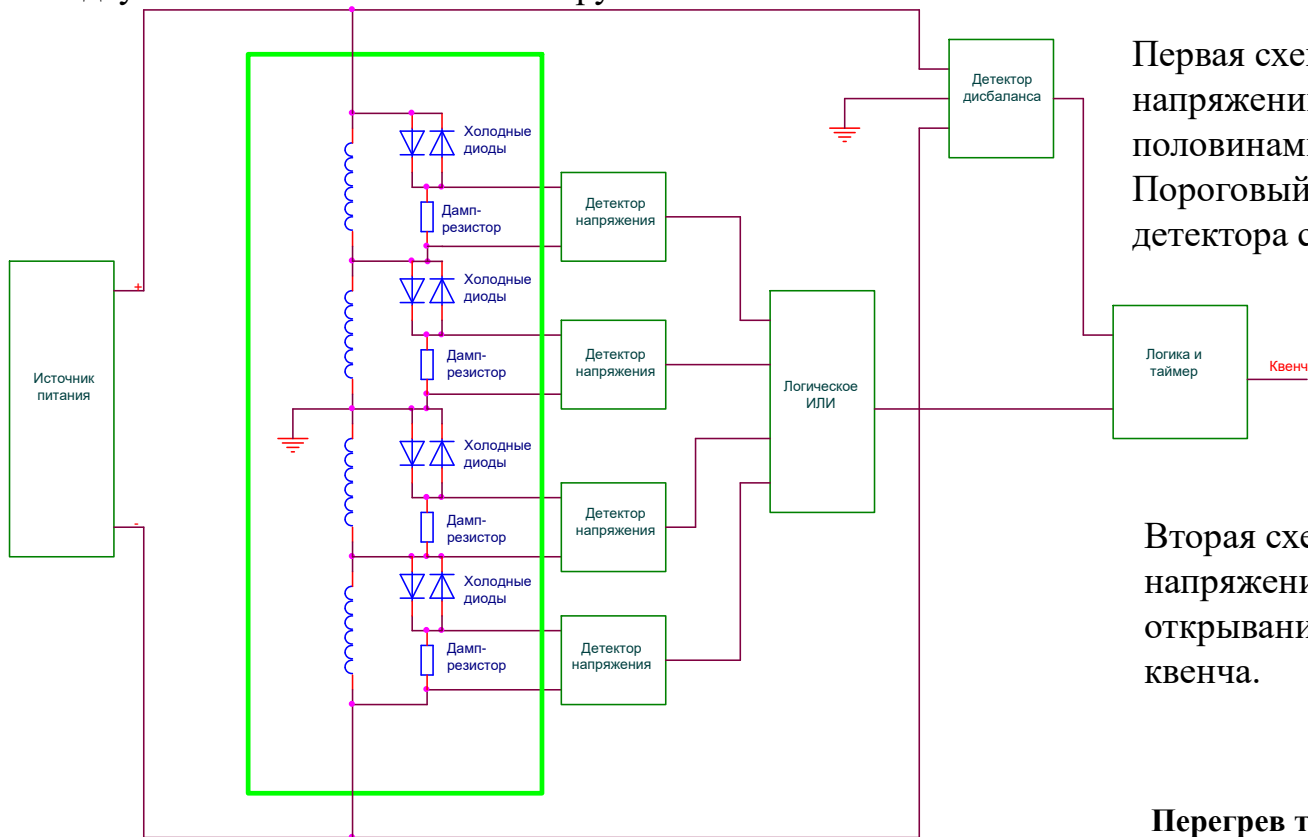 Детектор
дисбаланса
Первая
напряжени
половинам
Пороговый
детектора
Холодные
диоды
Детектор
напряжения
Дамп-
резистор
+
Холодные
диоды
Источник
питания
Дамп-
резистор
Детектор
напряжения
Логическое
ИЛИ
Логика и
таймер
Квенч
Холодные
диоды
-
Дамп-
резистор
Детектор
напряжения
Вторая
напряжени
открывани
квенча.
Холодные
диоды
Дамп-
резистор
Детектор
напряжения
Перегрев